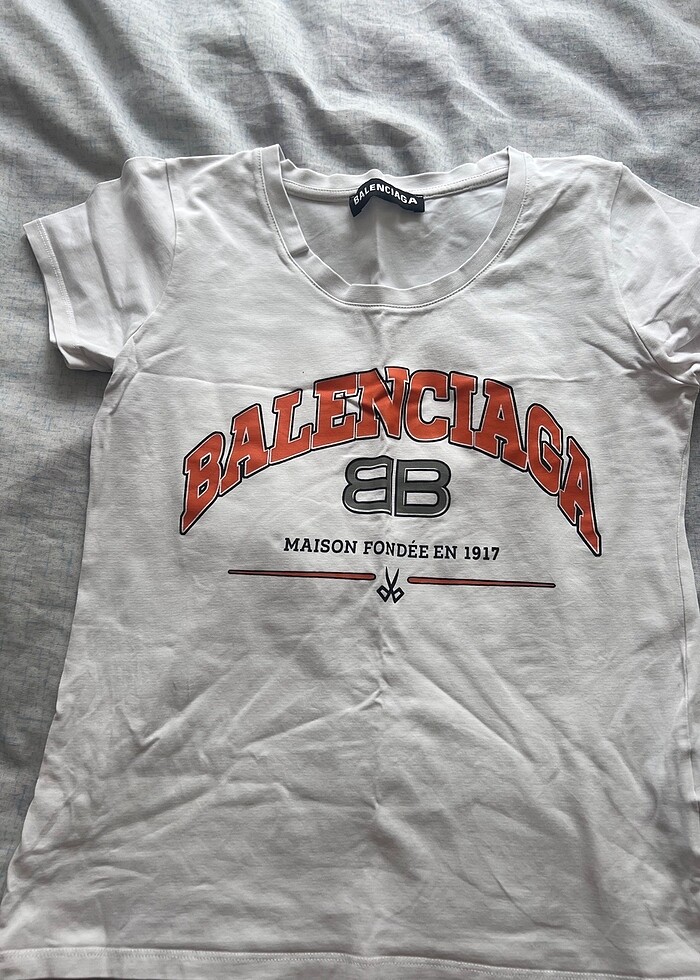 BALENCIAGA
BALENCIAGA
BB
MAISON FONDÉE EN 1917